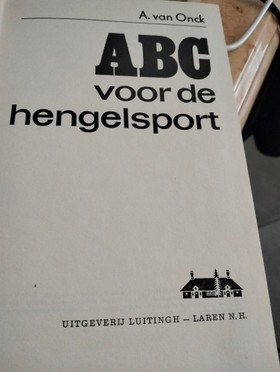 A. van Onck
ABC
voor de
hengelsport
UITGEVERIJ LUITINGH – LAREN N.H.